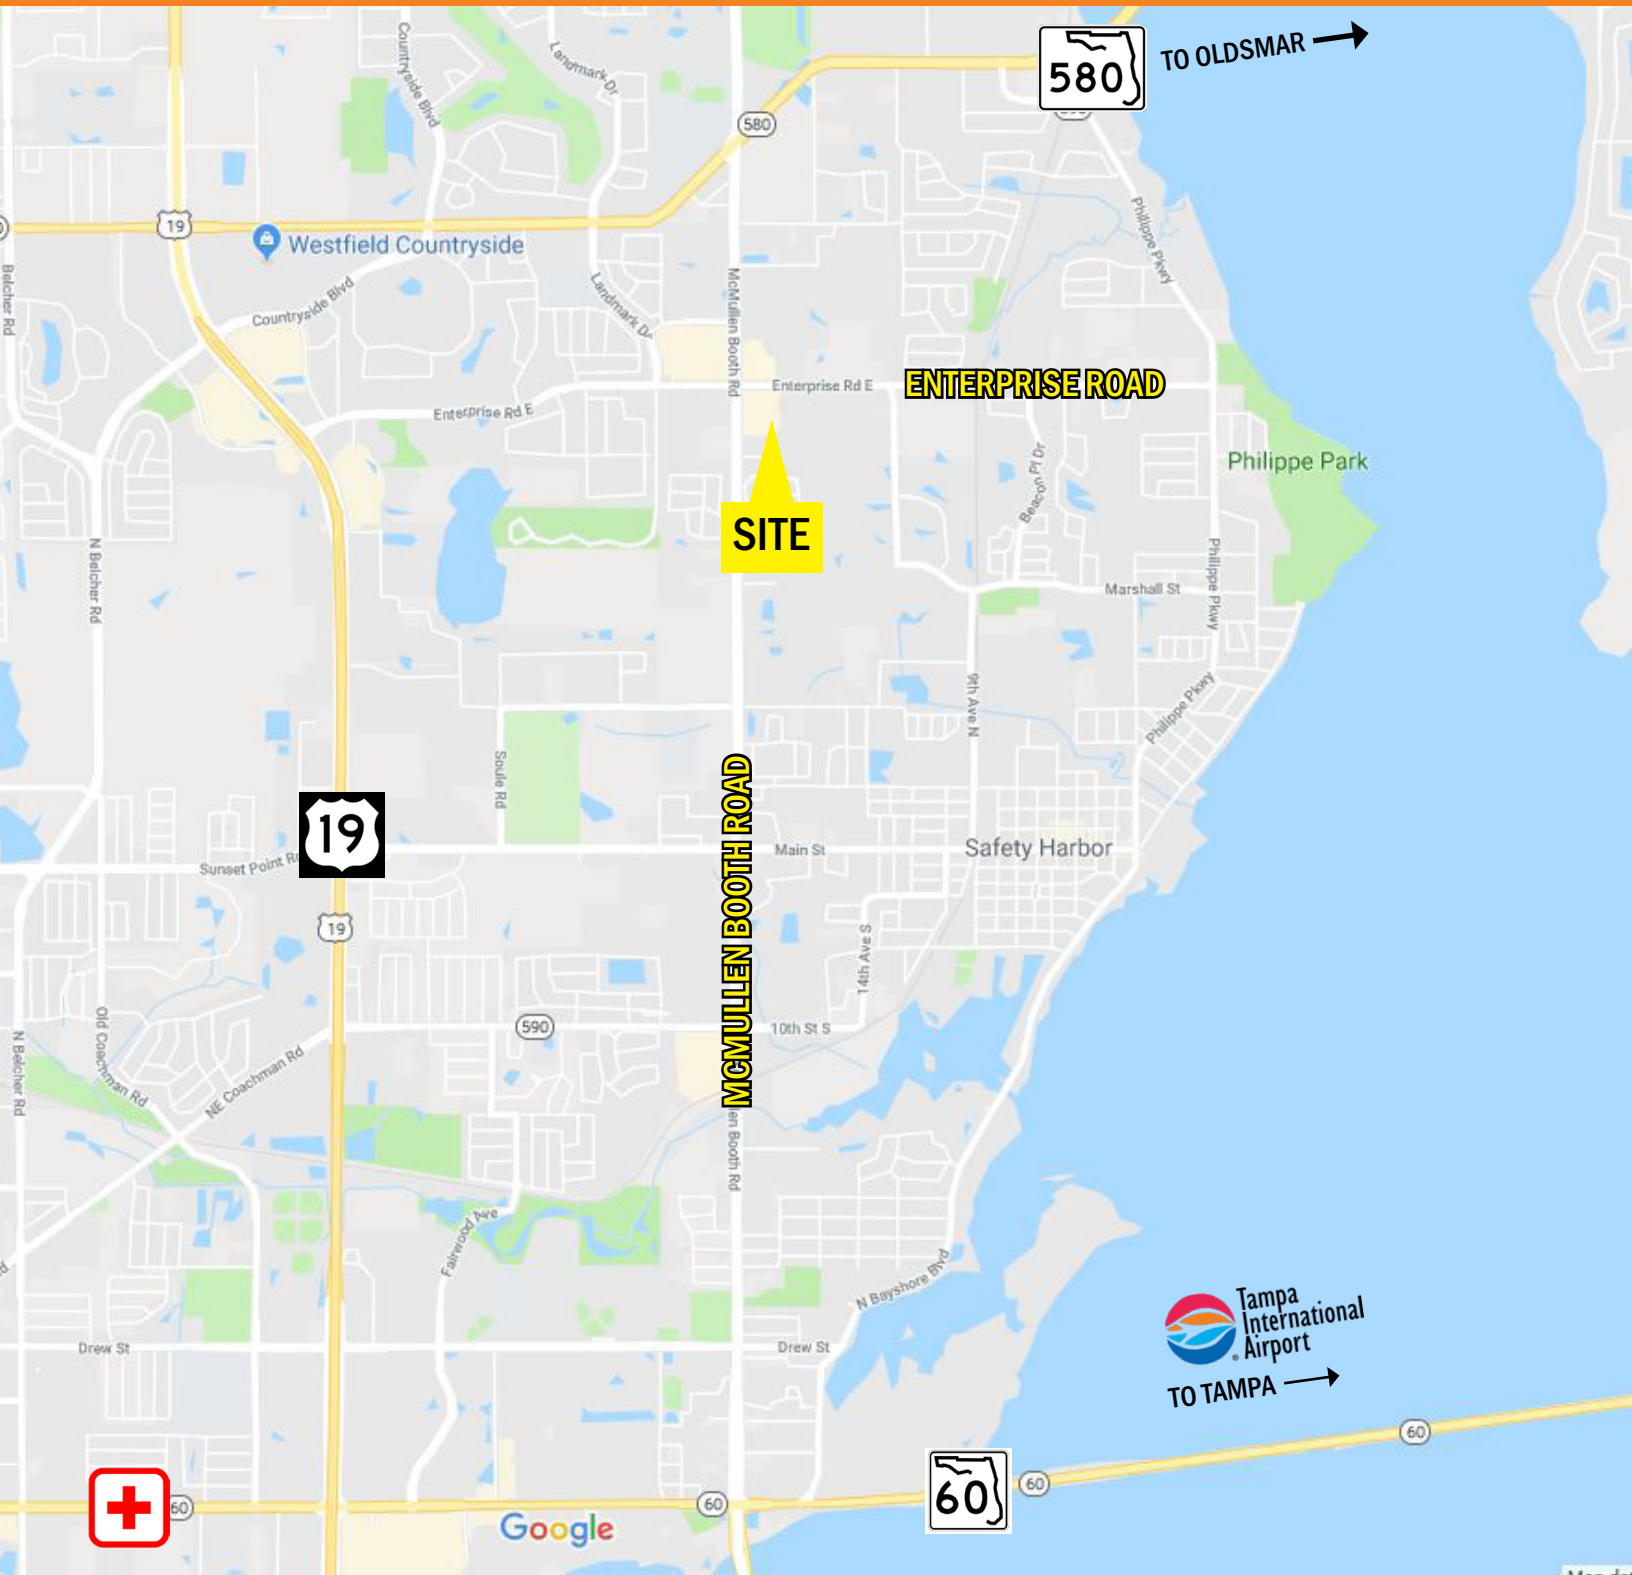 580
TO OLDSMAR
Countryside Blvd
Landmark Dr
580
19
Westfield Countryside
Philippe Pkwy
Belcher Rd
Countryside Blvd
Landmark Dr
McMullen Booth Rd
Enterprise Rd E
ENTERPRISE ROAD
Enterprise Rd E
Philippe Park
Beacon Pl Dr
SITE
N Belcher Rd
Philippe Pkwy
Marshall St
9th Ave N
Philippe Pkwy
Soule Rd
MCMULLEN BOOTH ROAD
19
Sunset Point R
Main St
Safety Harbor
19
14th Ave S
590
10th St S
Old Coachman Rd
N Belcher Rd
NE Coachman Rd
len Booth Rd
Fairwood Ave
N Bayshore Blvd
Tampa
International
Airport
Drew St
Drew St
TO TAMPA
60
60
60
60
60
Google